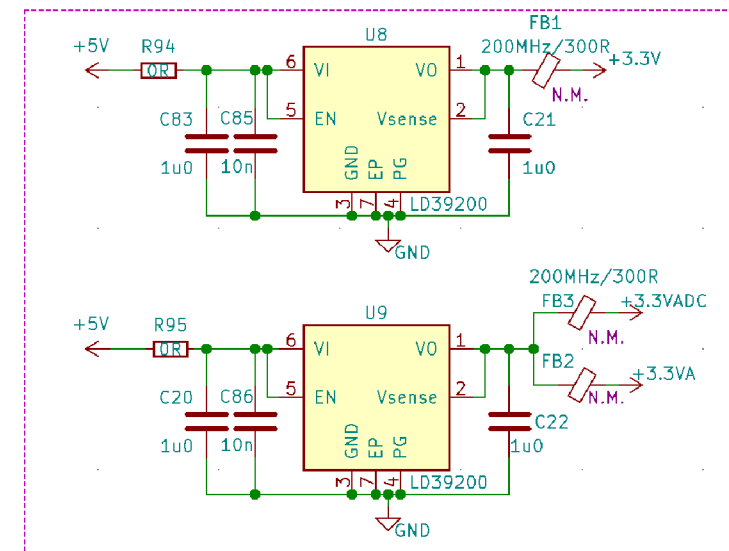 FB1
U8
+5V
R94
200MHz/300R
+3.3V
0R
6
VI
VO
1
N.M.
C83
C85
5
EN
Vsense
2
C21
1u0
10n
GND
EP
PG
1u0
3
7
4
LD39200
GND
200MHz/300R
U9
FB3
+3.3VADC
+5V
R95
N.M.
0R
6
VI
VO
1
FB2
+3.3VA
C20
C86
5
EN
Vsense
2
N.M.
C22
1u0
10n
GND
EP
PG
1u0
3
7
4
LD39200
GND